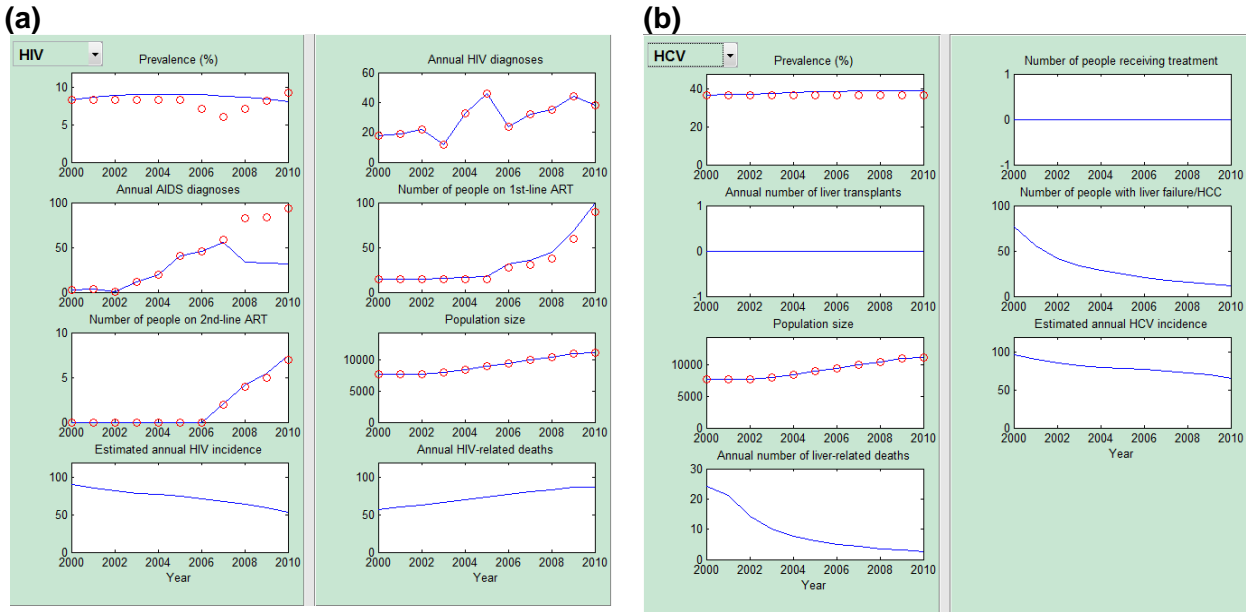 (a)
HIV
Prevalence (%)
10
5
0
2000 2002 2004 2006 2008 2010
Annual AIDS diagnoses
100
50
0
2000 2002 2004 2006 2008 2010
Number of people on 2nd-line ART
10
5
0
2000 2002 2004 2006 2008 2010
Estimated annual HIV incidence
100
50
0
2000 2002 2004 2006 2008 2010
Year
Annual HIV diagnoses
60
40
20
0
2000 2002 2004 2006 2008 2010
Number of people on 1st-line ART
100
50
0
2000 2002 2004 2006 2008 2010
Population size
10000
5000
0
2000 2002 2004 2006 2008 2010
Annual HIV-related deaths
100
50
0
2000 2002 2004 2006 2008 2010
Year
(b)
HCV
Prevalence (%)
40
20
0
2000 2002 2004 2006 2008 2010
Annual number of liver transplants
1
0
-1
2000 2002 2004 2006 2008 2010
Population size
10000
5000
0
2000 2002 2004 2006 2008 2010
Annual number of liver-related deaths
30
20
10
0
2000 2002 2004 2006 2008 2010
Year
Number of people receiving treatment
1
0
-1
2000 2002 2004 2006 2008 2010
Number of people with liver failure/HCC
100
50
0
2000 2002 2004 2006 2008 2010
Estimated annual HCV incidence
100
50
0
2000 2002 2004 2006 2008 2010
Year